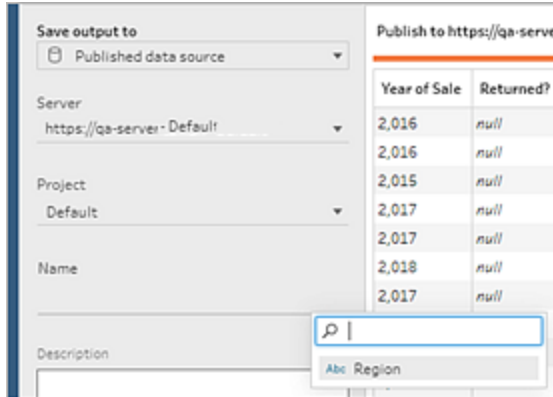 Save output to
Published data source
Server
https://qa-server - Default
Project
Default
Name
Description
Publish to https://qa-serve
Year of Sale Returned?
2,016 null
2,016 null
2,015 null
2,017 null
2,017 null
2,018 null
2,017 null
Abc Region